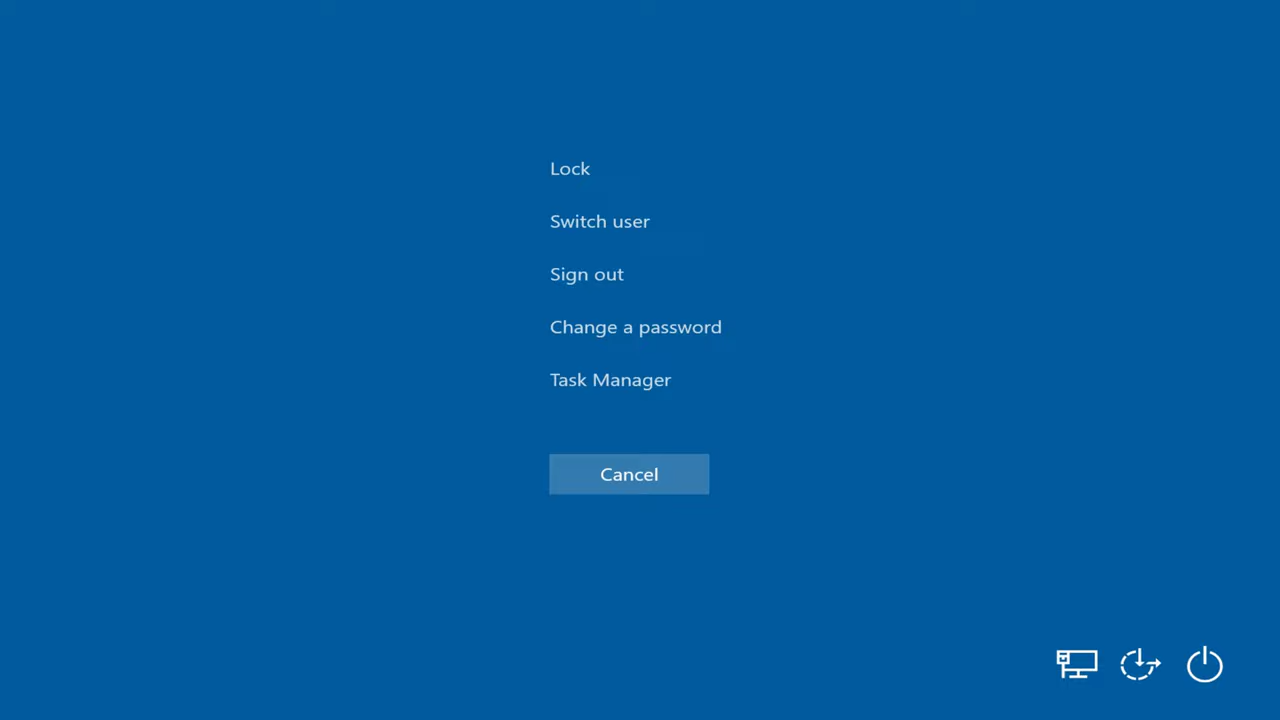 Lock
Switch user
Sign out
Change a password
Task Manager
Cancel